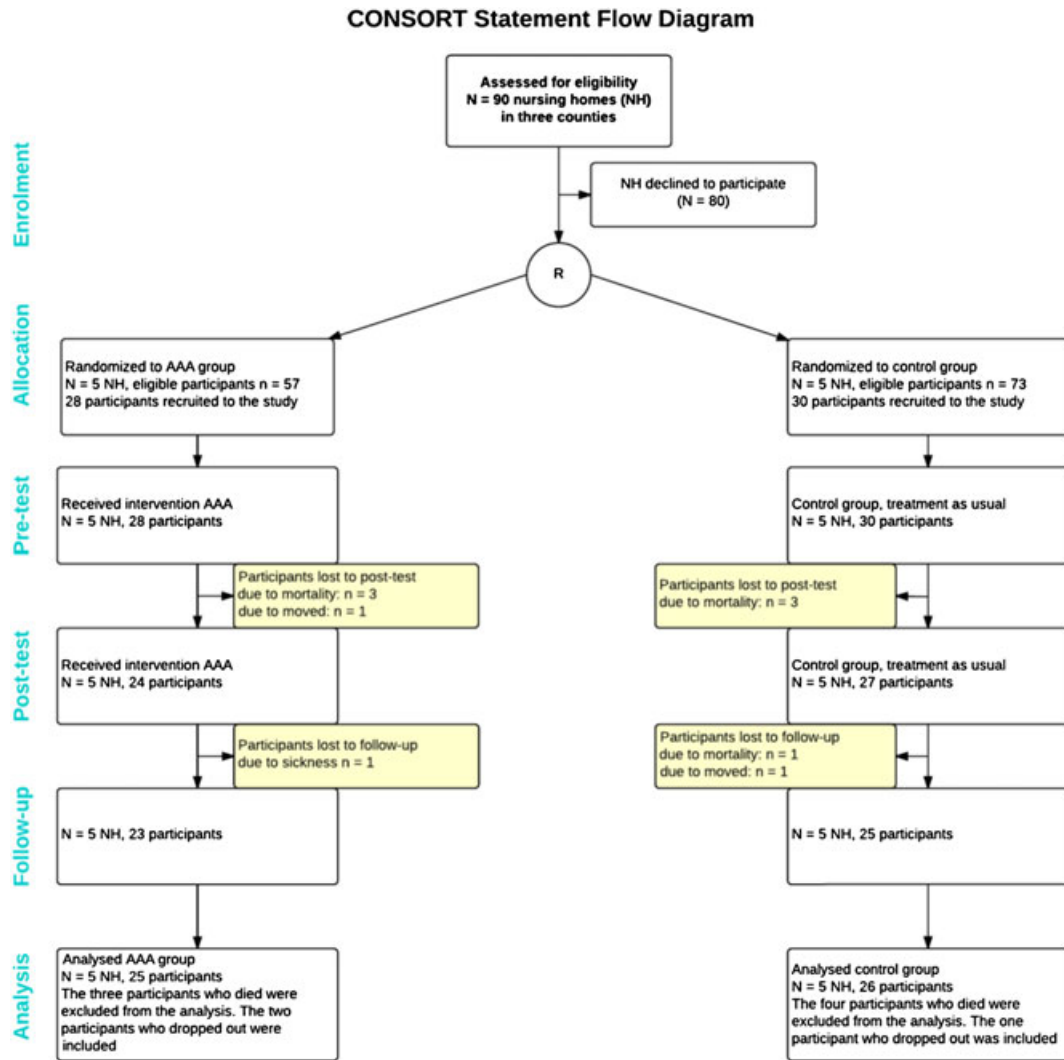 CONSORT Statement Flow Diagram
Assessed for eligibility
N = 90 nursing homes (NH)
in three counties
Enrolment
NH declined to participate
(N = 80)
R
Allocation
Randomized to AAA group
N = 5 NH, eligible participants n = 57
28 participants recruited to the study
Randomized to control group
N = 5 NH, eligible participants n = 73
30 participants recruited to the study
Pre-test
Received intervention AAA
N = 5 NH, 28 participants
Control group, treatment as usual
N = 5 NH, 30 participants
Participants lost to post-test
due to mortality: n = 3
due to moved: n = 1
Participants lost to post-test
due to mortality: n = 3
Post-test
Received intervention AAA
N = 5 NH, 24 participants
Control group, treatment as usual
N = 5 NH, 27 participants
Participants lost to follow-up
due to sickness n = 1
Participants lost to follow-up
due to mortality: n = 1
due to moved: n = 1
Follow-up
N = 5 NH, 23 participants
N = 5 NH, 25 participants
Analysis
Analysed AAA group
N = 5 NH, 25 participants
The three participants who died were
excluded from the analysis. The two
participants who dropped out were
included
Analysed control group
N = 5 NH, 26 participants
The four participants who died were
excluded from the analysis. The one
participant who dropped out was included